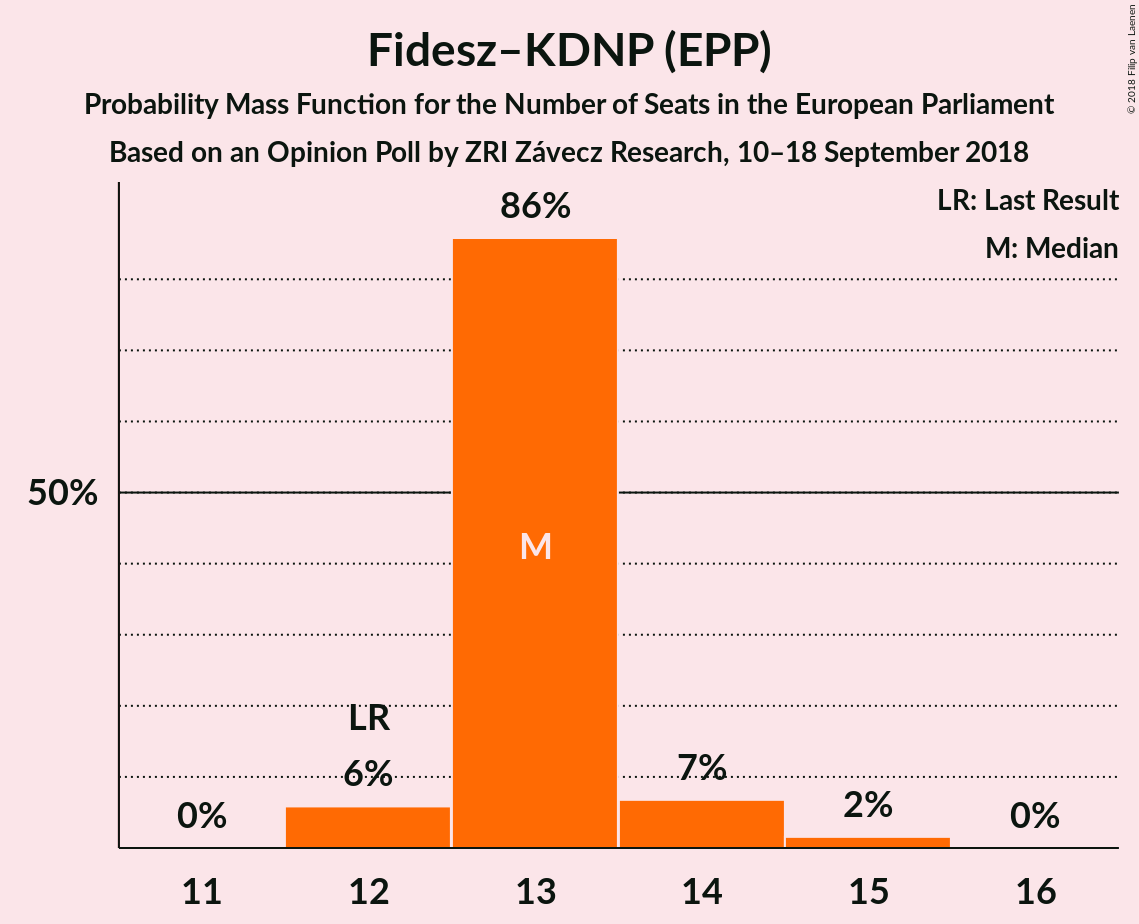 Fidesz–KDNP (EPP)
Probability Mass Function for the Number of Seats in the European Parliament
Based on an Opinion Poll by ZRI Závecz Research, 10–18 September 2018
© 2018 Filip van Laenen
LR: Last Result
M: Median
86%
50%
M
LR
6%
7%
2%
0%
0%
11 12 13 14 15 16